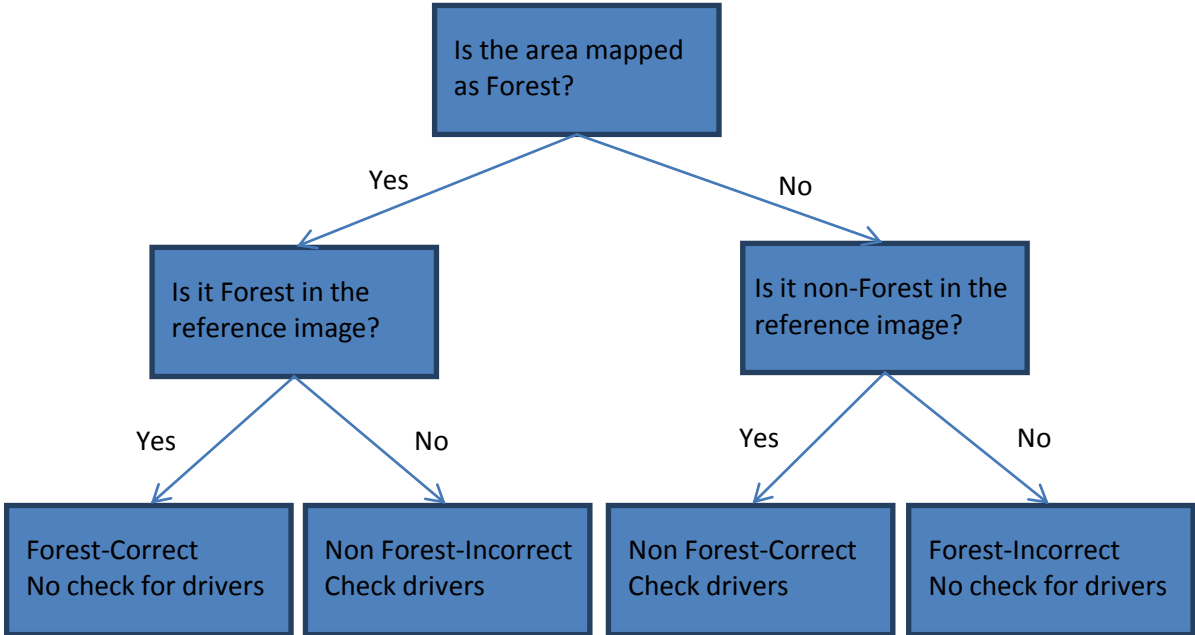 Is the area mapped
as Forest?
Yes
No
Is it Forest in the
reference image?
Is it non-Forest in the
reference image?
Yes
No
Yes
No
Forest-Correct
No check for drivers
Non Forest-Incorrect
Check drivers
Non Forest-Correct
Check drivers
Forest-Incorrect
No check for drivers